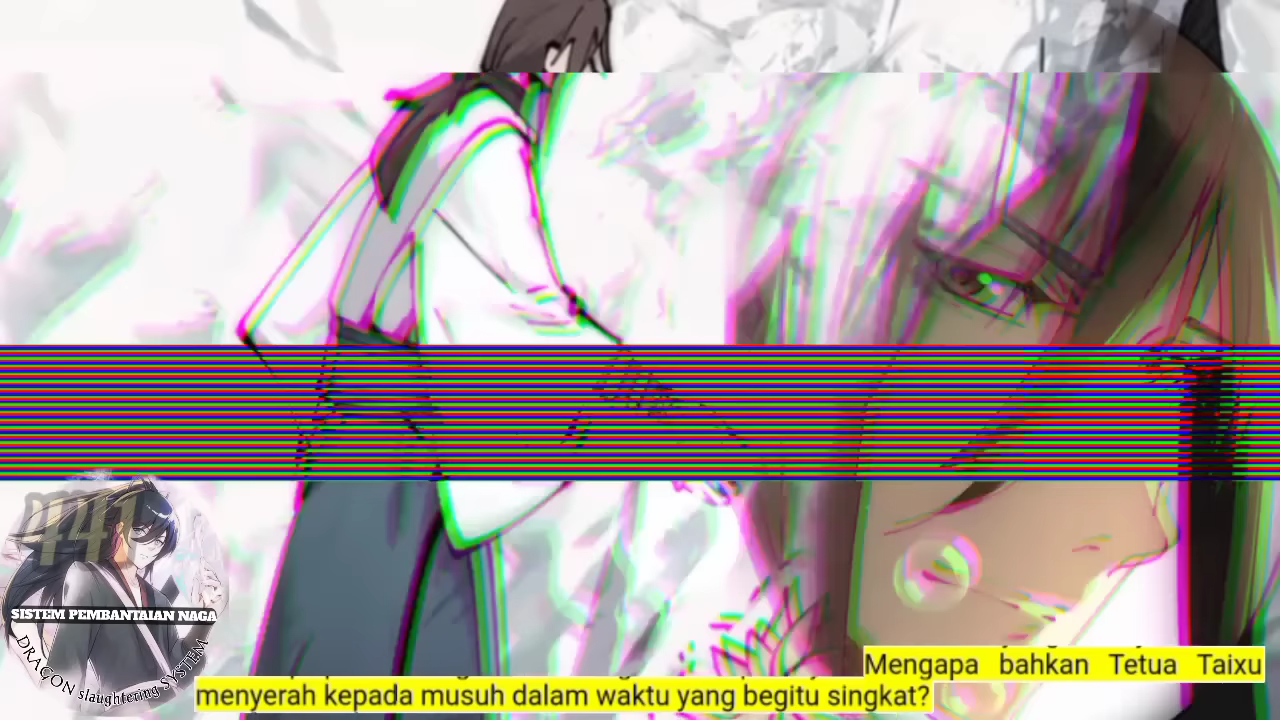 SISTEM PEMBANTAIAN NAGA
DRAGON slaughtering SYSTEM
Mengapa bahkan Tetua Taixu
menyerah kepada musuh dalam waktu yang begitu singkat?